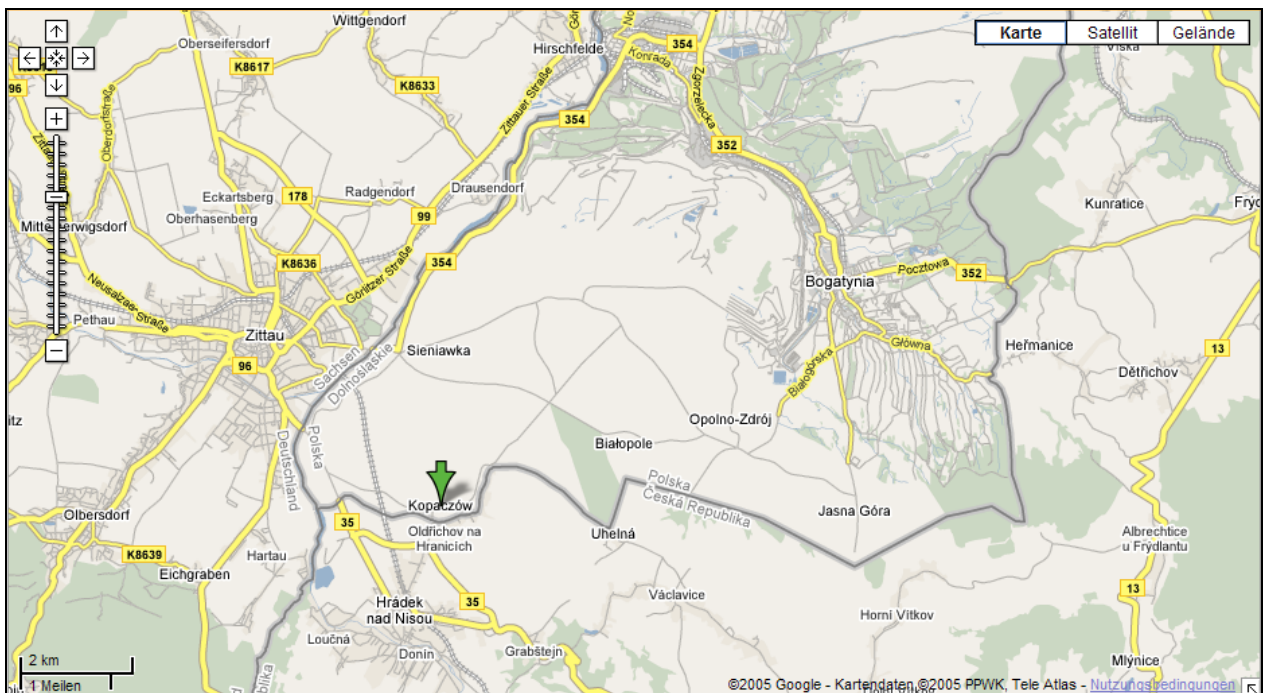 Wittgendorf
Oberseifersdorf
K8617
K8633
Hirschfelde
354
Konrada
Zgorzelecka
Karte
Satellit
Gelände
96
Oberdorfstraße
Zittauer Straße
354
352
Eckartsberg
178
Radgendorf
Drausendorf
Oberhasenberg
99
Kunratice
K8636
Görlitzer Straße
354
Neusalzaer Straße
Pethau
Bogatynia
Pocztowa
352
Zittau
Sieniawka
96
Sachsen
Dolnośląskie
Główna
Heřmanice
13
Białogórska
Dětřichov
Opolno-Zdrój
Białopole
Deutschland
Polska
Polska
Česká Republika
Kopaczów
Jasna Góra
Olbersdorf
35
Oldřichov na
Hranicích
Uhelná
Albrechtice
u Frýdlantu
K8639
Hartau
Eichgraben
Václavice
13
Hrádek
nad Nisou
35
Horní Vítkov
Loučná
Donín
Grabštejn
Mlýnice
2 km
1 Meilen
©2005 Google - Kartendaten ©2005 PPWK, Tele Atlas - Nutzungsbedingungen